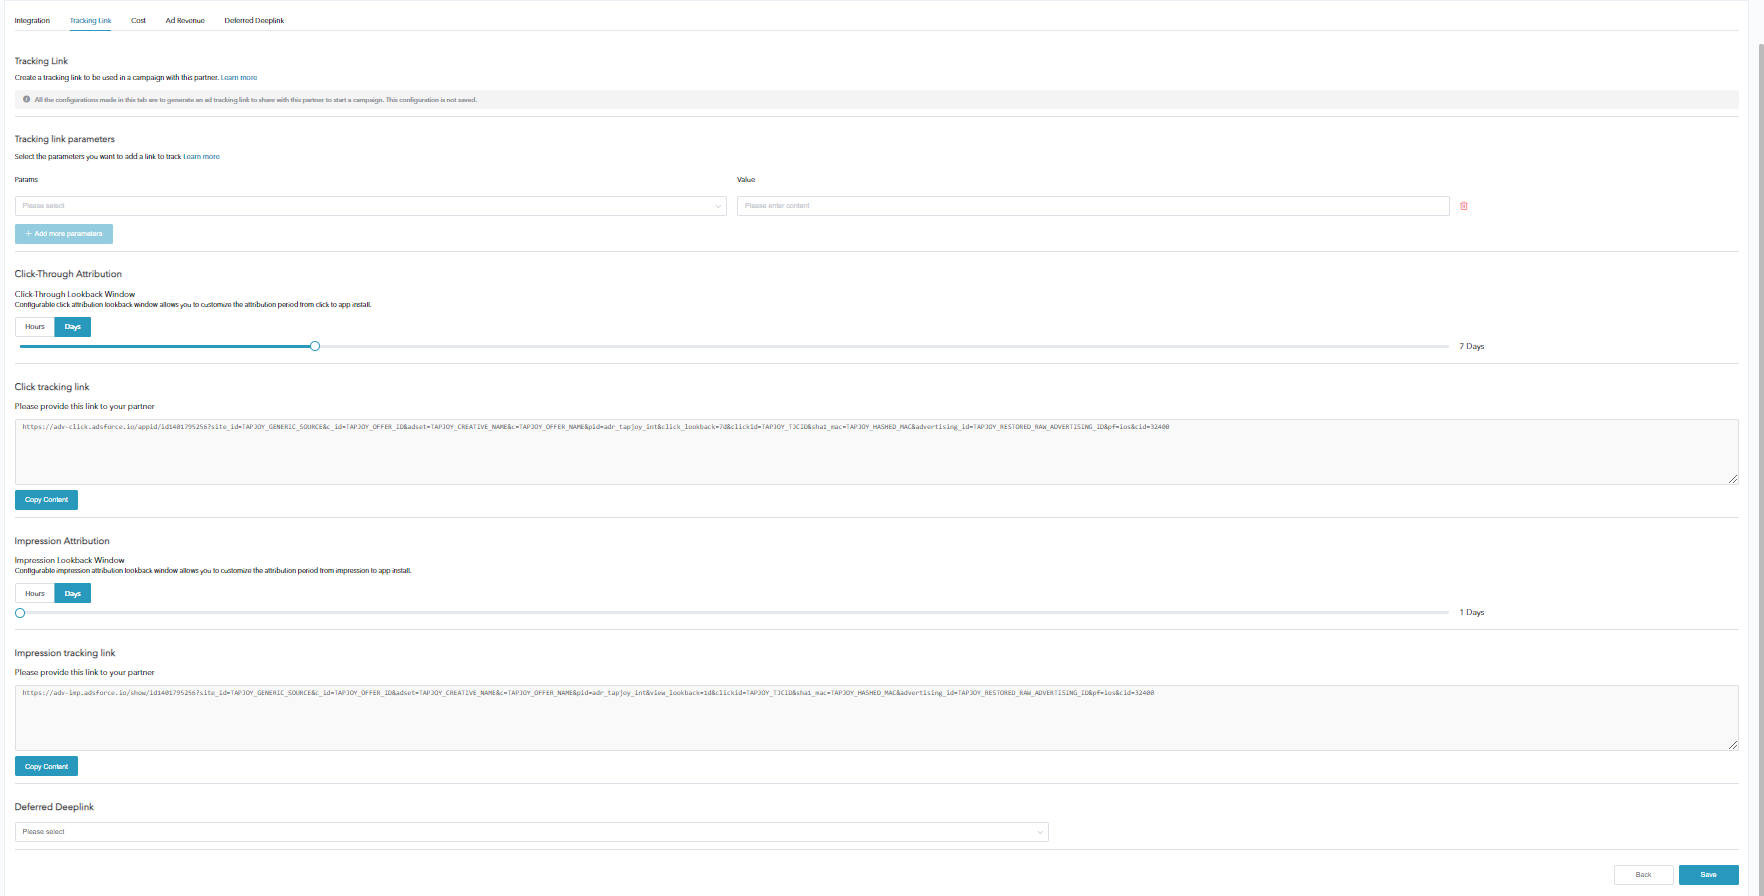 Integration Tracking Link Cost Ad Revenue Deferred Deeplink
Tracking Link
Create a tracking link to be used in a campaign with this partner. Learn more
All the configurations made in this tab are to generate an ad tracking link to share with this partner to start a campaign. This configuration is not saved.
Tracking link parameters
Select the parameters you want to add a link to track Learn more
Params Value
Please select Please enter content
+ Add more parameters
Click-Through Attribution
Click-Through Lookback Window
Configurable click attribution lookback window allows you to customize the attribution period from click to app install.
Hours Days
7 Days
Click tracking link
Please provide this link to your partner
https://adv-click.adsforce.io/appid/id1401795256?site_id=TAPJOY_GENERIC_SOURCE&c_id=TAPJOY_OFFER_ID&adset=TAPJOY_CREATIVE_NAME&c=TAPJOY_OFFER_NAME&pid=adr_tapjoy_int&click_lookback=7d&clickid=TAPJOY_TJCID&sha1_mac=TAPJOY_HASHED_MAC&advertising_id=TAPJOY_RESTORED_RAW_ADVERTISING_ID&pf=ios&cid=32400
Copy Content
Impression Attribution
Impression Lookback Window
Configurable impression attribution lookback window allows you to customize the attribution period from impression to app install.
Hours Days
1 Days
Impression tracking link
Please provide this link to your partner
https://adv-imp.adsforce.io/show/id1401795256?site_id=TAPJOY_GENERIC_SOURCE&c_id=TAPJOY_OFFER_ID&adset=TAPJOY_CREATIVE_NAME&c=TAPJOY_OFFER_NAME&pid=adr_tapjoy_int&view_lookback=1d&clickid=TAPJOY_TJCID&sha1_mac=TAPJOY_HASHED_MAC&advertising_id=TAPJOY_RESTORED_RAW_ADVERTISING_ID&pf=ios&cid=32400
Copy Content
Deferred Deeplink
Please select
Back Save